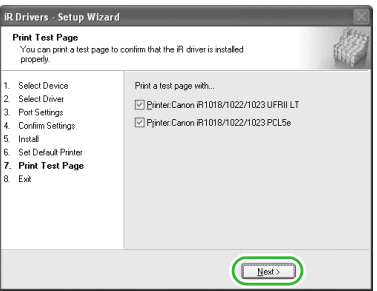 iR Drivers - Setup Wizard
Print Test Page
You can print a test page to confirm that the iR driver is installed
properly.
1. Select Device
2. Select Driver
3. Port Settings
4. Confirm Settings
5. Install
6. Set Default Printer
7. Print Test Page
8. Exit
Print a test page with...
Printer:Canon iR1018/1022/1023 UFRII LT
Printer:Canon iR1018/1022/1023 PCL5e
Next >